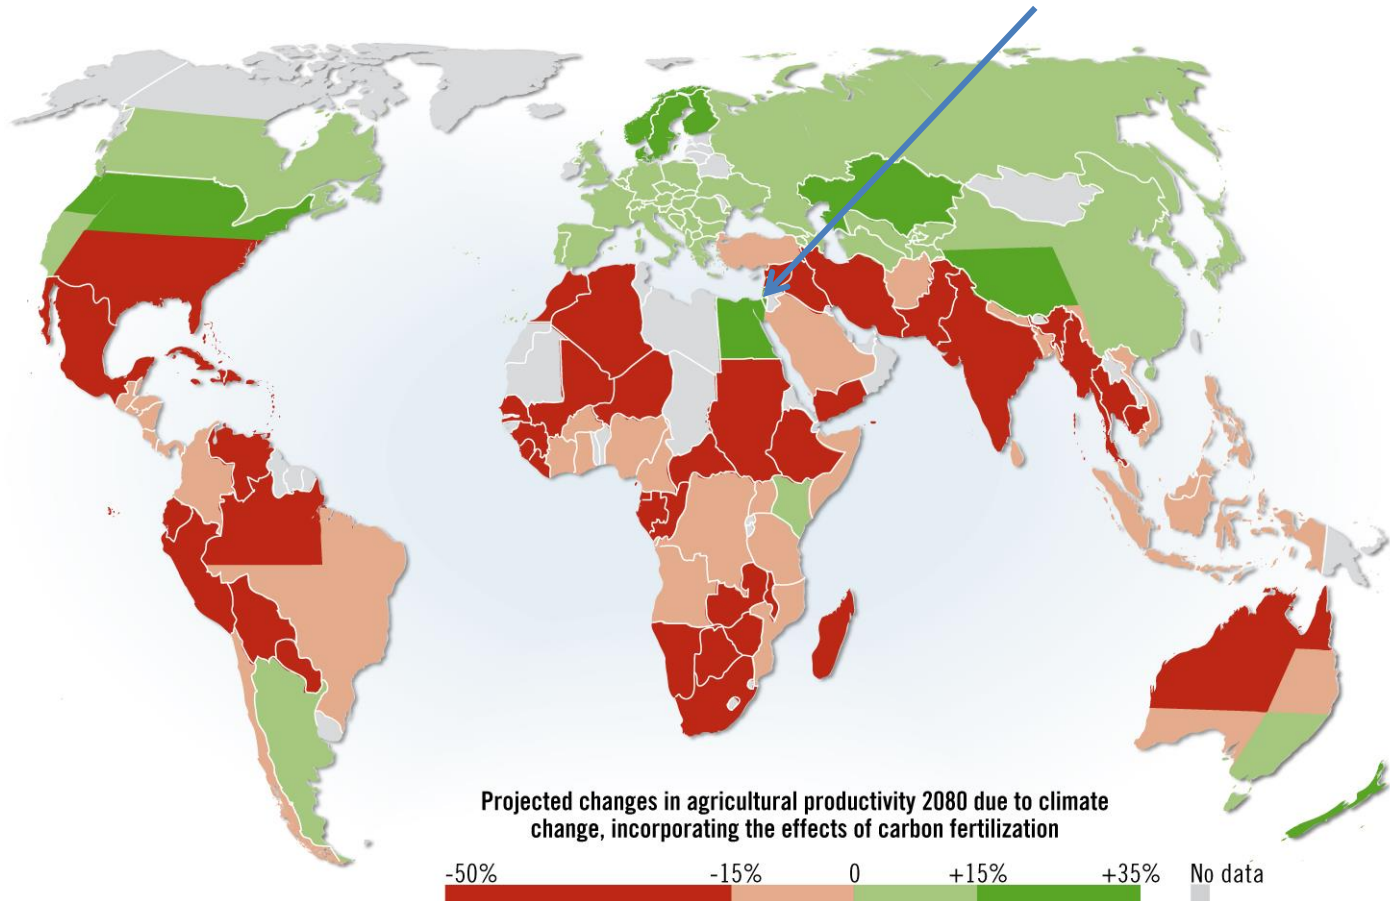 Projected changes in agricultural productivity 2080 due to climate
change, incorporating the effects of carbon fertilization
-50% -15% 0 +15% +35% No data